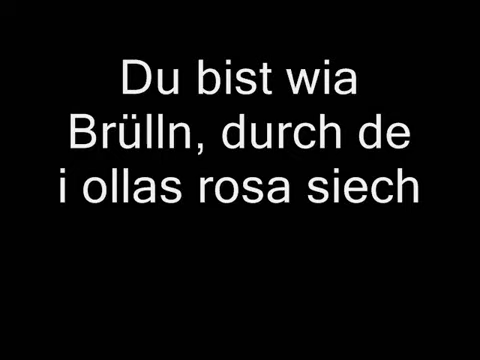 Du bist wia
Brülln, durch de
i ollas rosa siech